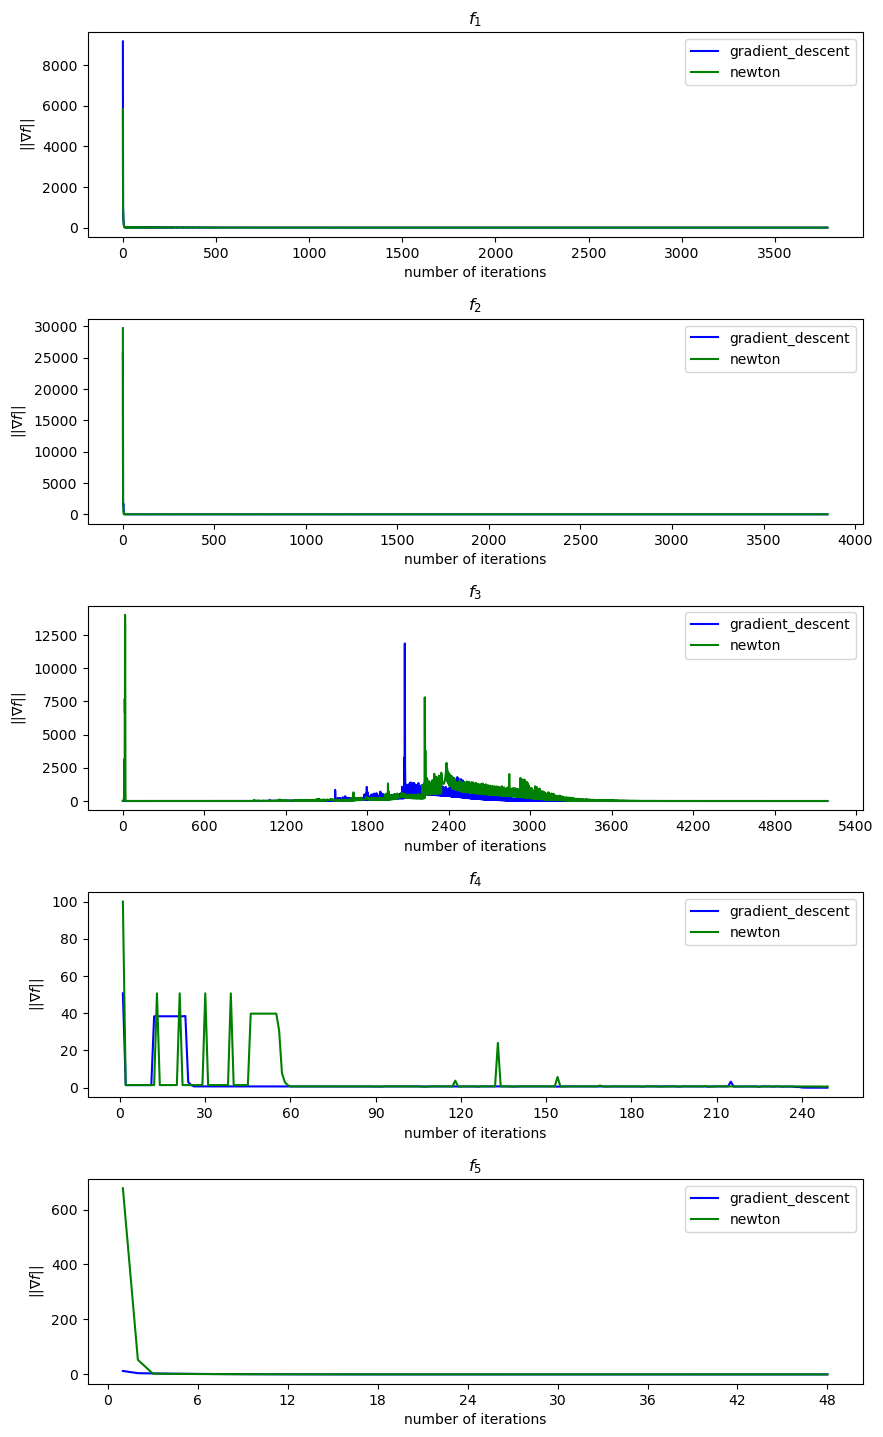 f1
8000
6000
4000
2000
0
||∇f||
gradient_descent
newton
0 500 1000 1500 2000 2500 3000 3500
number of iterations
f2
30000
25000
20000
15000
10000
5000
0
||∇f||
gradient_descent
newton
0 500 1000 1500 2000 2500 3000 3500 4000
number of iterations
f3
12500
10000
7500
5000
2500
0
||∇f||
gradient_descent
newton
0 600 1200 1800 2400 3000 3600 4200 4800 5400
number of iterations
f4
100
80
60
40
20
0
||∇f||
gradient_descent
newton
0 30 60 90 120 150 180 210 240
number of iterations
f5
600
400
200
0
||∇f||
gradient_descent
newton
0 6 12 18 24 30 36 42 48
number of iterations